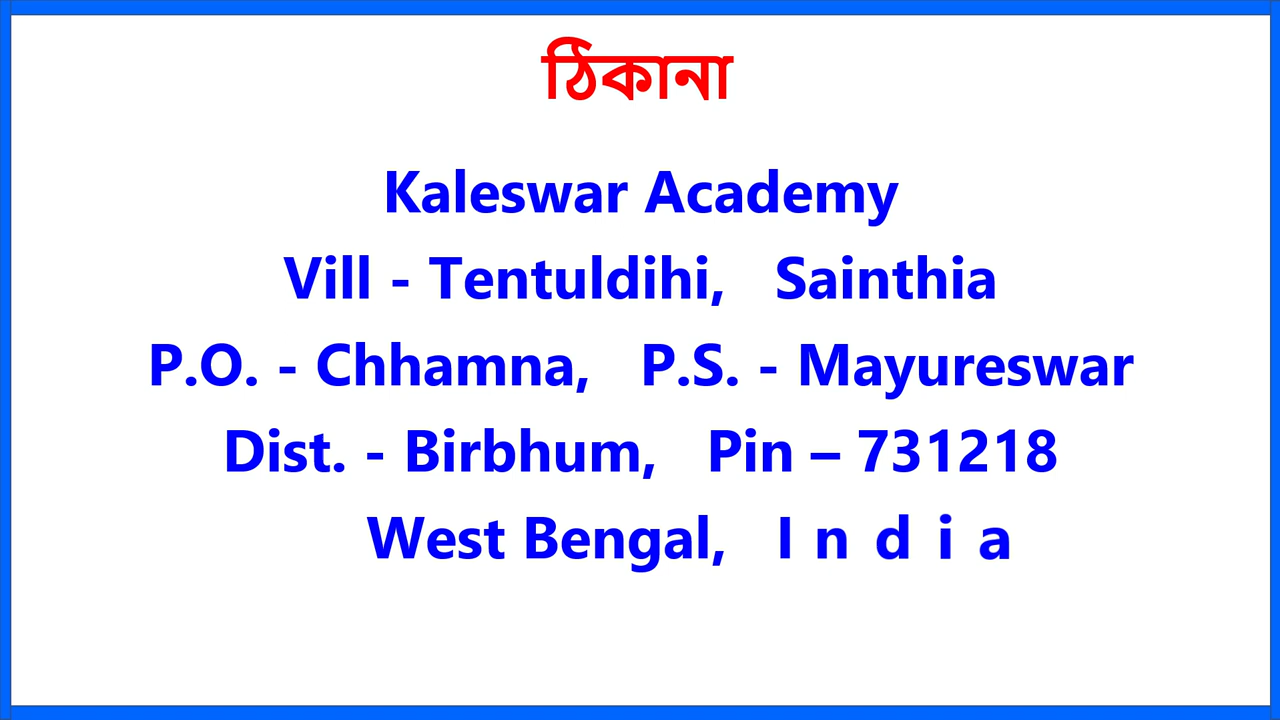 ঠিকানা
Kaleswar Academy
Vill - Tentuldihi, Sainthia
P.O. - Chhamna, P.S. - Mayureswar
Dist. - Birbhum, Pin – 731218
West Bengal, I n d i a